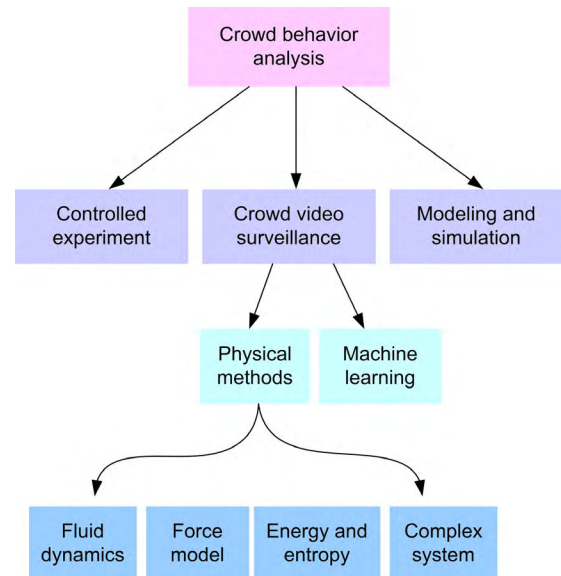 Crowd behavior
analysis
Controlled
experiment
Crowd video
surveillance
Modeling and
simulation
Physical
methods
Machine
learning
Fluid
dynamics
Force
model
Energy and
entropy
Complex
system